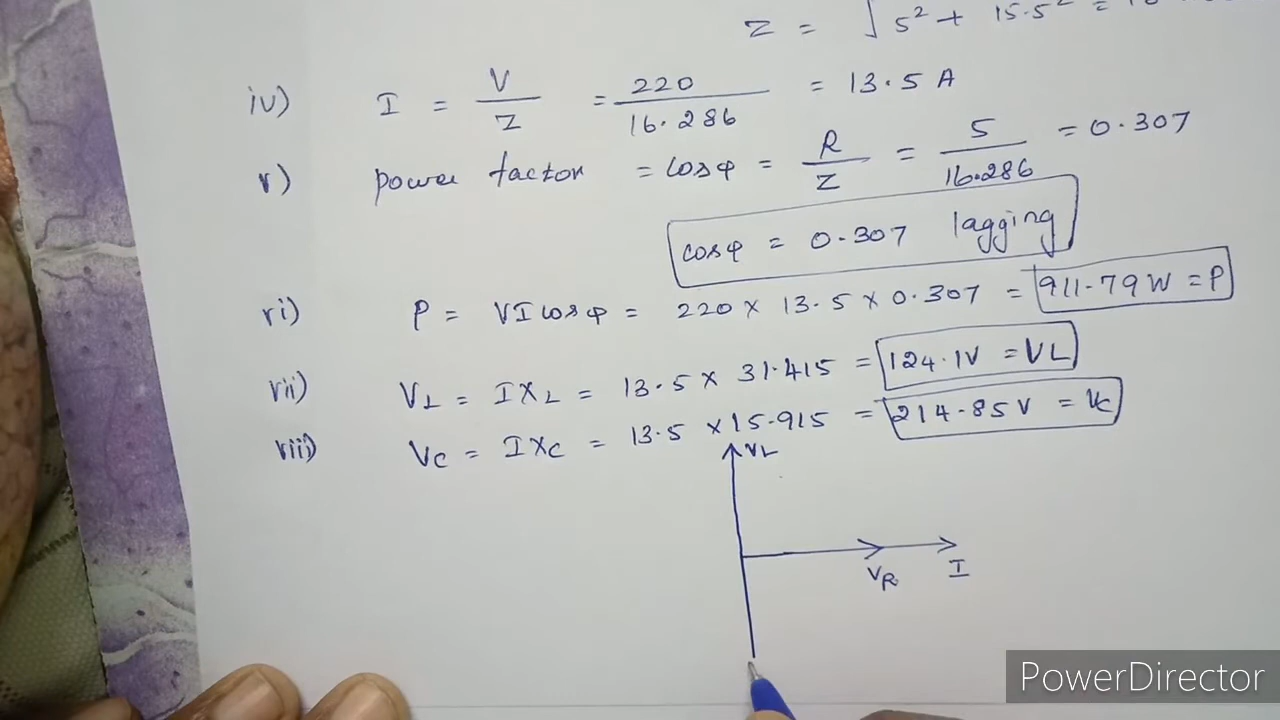 Z = √5² + 15.5² =
iv) I = V/Z = 220/16.286 = 13.5 A
v) power factor = cosφ = R/Z = 5/16.286 = 0.307
cosφ = 0.307 lagging
vi) P = VI cosφ = 220 × 13.5 × 0.307 = 911.79 W = P
vii) VL = IXL = 13.5 × 31.415 = 124.1V = VL
viii) VC = IXC = 13.5 × 15.915 = 214.85 V = VC
VL
VR I
PowerDirector